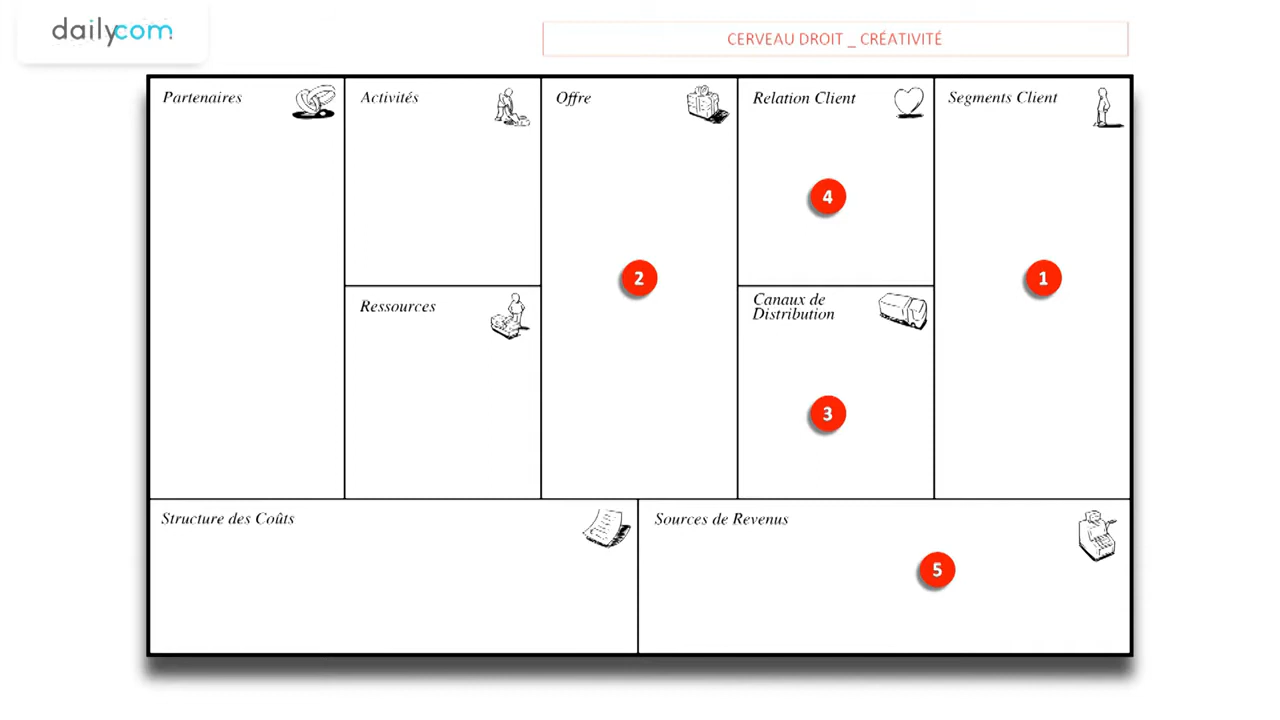 dailycom
CERVEAU DROIT _ CRÉATIVITÉ
Partenaires
Activités
Offre
Relation Client
Segments Client
4
2
1
Ressources
Canaux de
Distribution
3
Structure des Coûts
Sources de Revenus
5